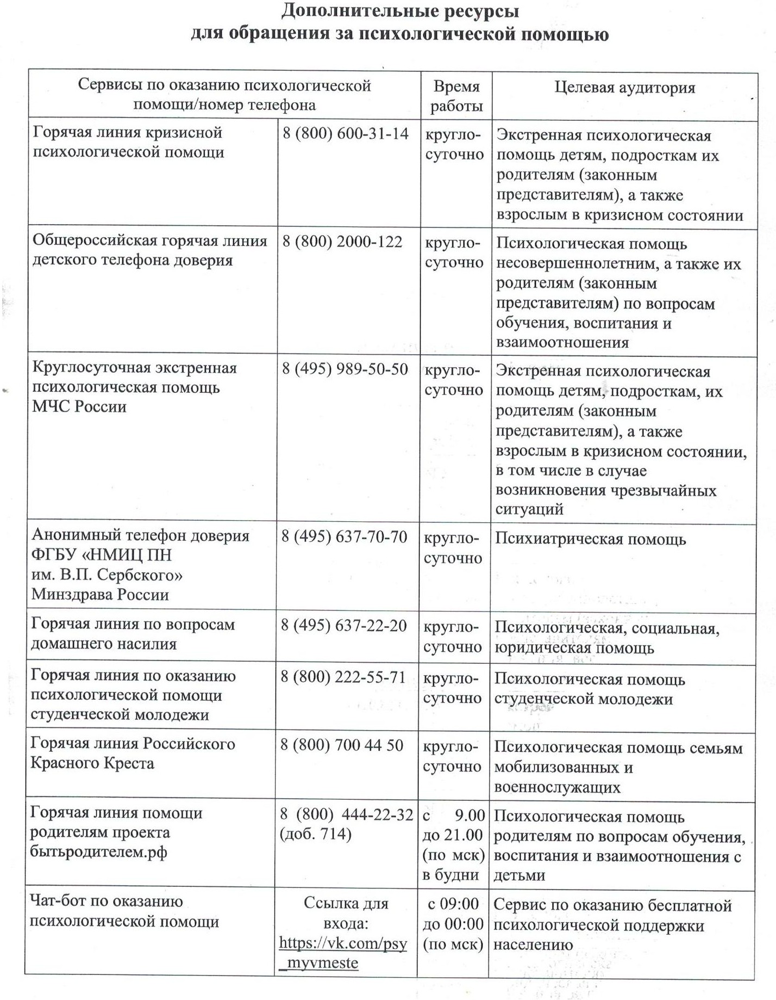 Дополнительные ресурсы
для обращения за психологической помощью
Сервисы по оказанию психологической
помощи/номер телефона
Время
работы
Целевая аудитория
Горячая линия кризисной
психологической помощи
8 (800) 600-31-14
кругло-
суточно
Экстренная психологическая
помощь детям, подросткам их
родителям (законным
представителям), а также
взрослым в кризисном состоянии
Общероссийская горячая линия
детского телефона доверия
8 (800) 2000-122
кругло-
суточно
Психологическая помощь
несовершеннолетним, а также их
родителям (законным
представителям) по вопросам
обучения, воспитания и
взаимоотношения
Круглосуточная экстренная
психологическая помощь
МЧС России
8 (495) 989-50-50
кругло-
суточно
Экстренная психологическая
помощь детям, подросткам, их
родителям (законным
представителям), а также
взрослым в кризисном состоянии,
в том числе в случае
возникновения чрезвычайных
ситуаций
Анонимный телефон доверия
ФГБУ «НМИЦ ПН
им. В.П. Сербского»
Минздрава России
8 (495) 637-70-70
кругло-
суточно
Психиатрическая помощь
Горячая линия по вопросам
домашнего насилия
8 (495) 637-22-20
кругло-
суточно
Психологическая, социальная,
юридическая помощь
Горячая линия по оказанию
психологической помощи
студенческой молодежи
8 (800) 222-55-71
кругло-
суточно
Психологическая помощь
студенческой молодежи
Горячая линия Российского
Красного Креста
8 (800) 700 44 50
кругло-
суточно
Психологическая помощь семьям
мобилизованных и
военнослужащих
Горячая линия помощи
родителям проекта
бытьродителем.рф
8 (800) 444-22-32
(доб. 714)
с 9.00
до 21.00
(по мск)
в будни
Психологическая помощь
родителям по вопросам обучения,
воспитания и взаимоотношения с
детьми
Чат-бот по оказанию
психологической помощи
Ссылка для
входа:
https://vk.com/psy
_myvmeste
с 09:00
до 00:00
(по мск)
Сервис по оказанию бесплатной
психологической поддержки
населению